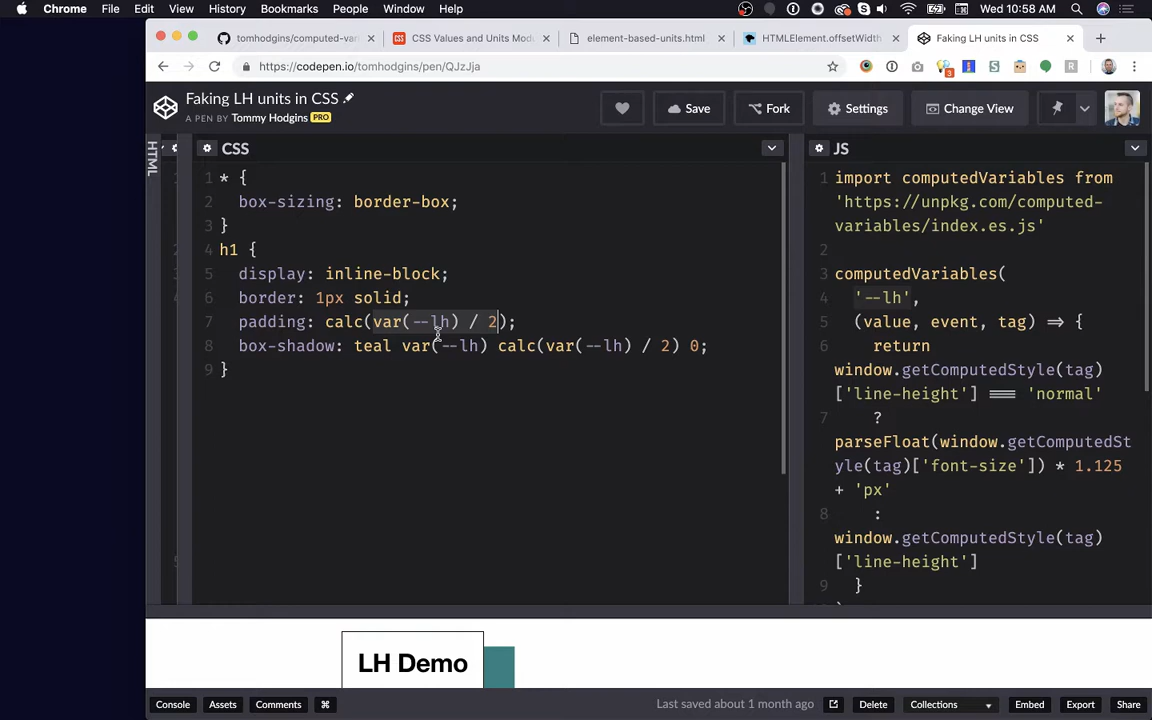 Chrome File Edit View History Bookmarks People Window Help Wed 10:58 AM
tomhodgins/computed-var CSS Values and Units Modu element-based-units.html HTMLElement.offsetWidth Faking LH units in CSS
https://codepen.io/tomhodgins/pen/QJzJja
Faking LH units in CSS
A PEN BY Tommy Hodgins PRO
Save Fork Settings Change View
HTML
CSS
1 * {
2 box-sizing: border-box;
3 }
4 h1 {
5 display: inline-block;
6 border: 1px solid;
7 padding: calc(var(--lh) / 2);
8 box-shadow: teal var(--lh) calc(var(--lh) / 2) 0;
9 }
JS
1 import computedVariables from
'https://unpkg.com/computed-
variables/index.es.js'
2
3 computedVariables(
4 '--lh',
5 (value, event, tag) => {
6 return
window.getComputedStyle(tag)
['line-height'] === 'normal'
7 ?
parseFloat(window.getComputedSt
yle(tag)['font-size']) * 1.125
+ 'px'
8 :
window.getComputedStyle(tag)
['line-height']
9 }
LH Demo
Console Assets Comments ⌘ Last saved about 1 month ago Delete Collections Embed Export Share